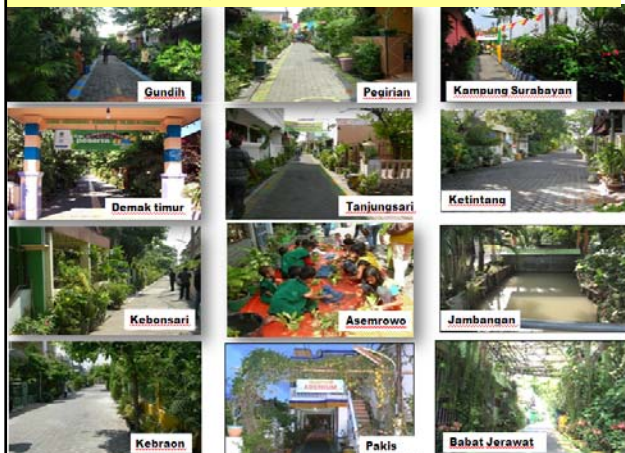 Gundih
Pegirian
Kampung Surabayan
Demak timur
Tanjungsari
Ketintang
Kebonsari
Asemrowo
Jambangan
Kebraon
Pakis
Babat Jerawat